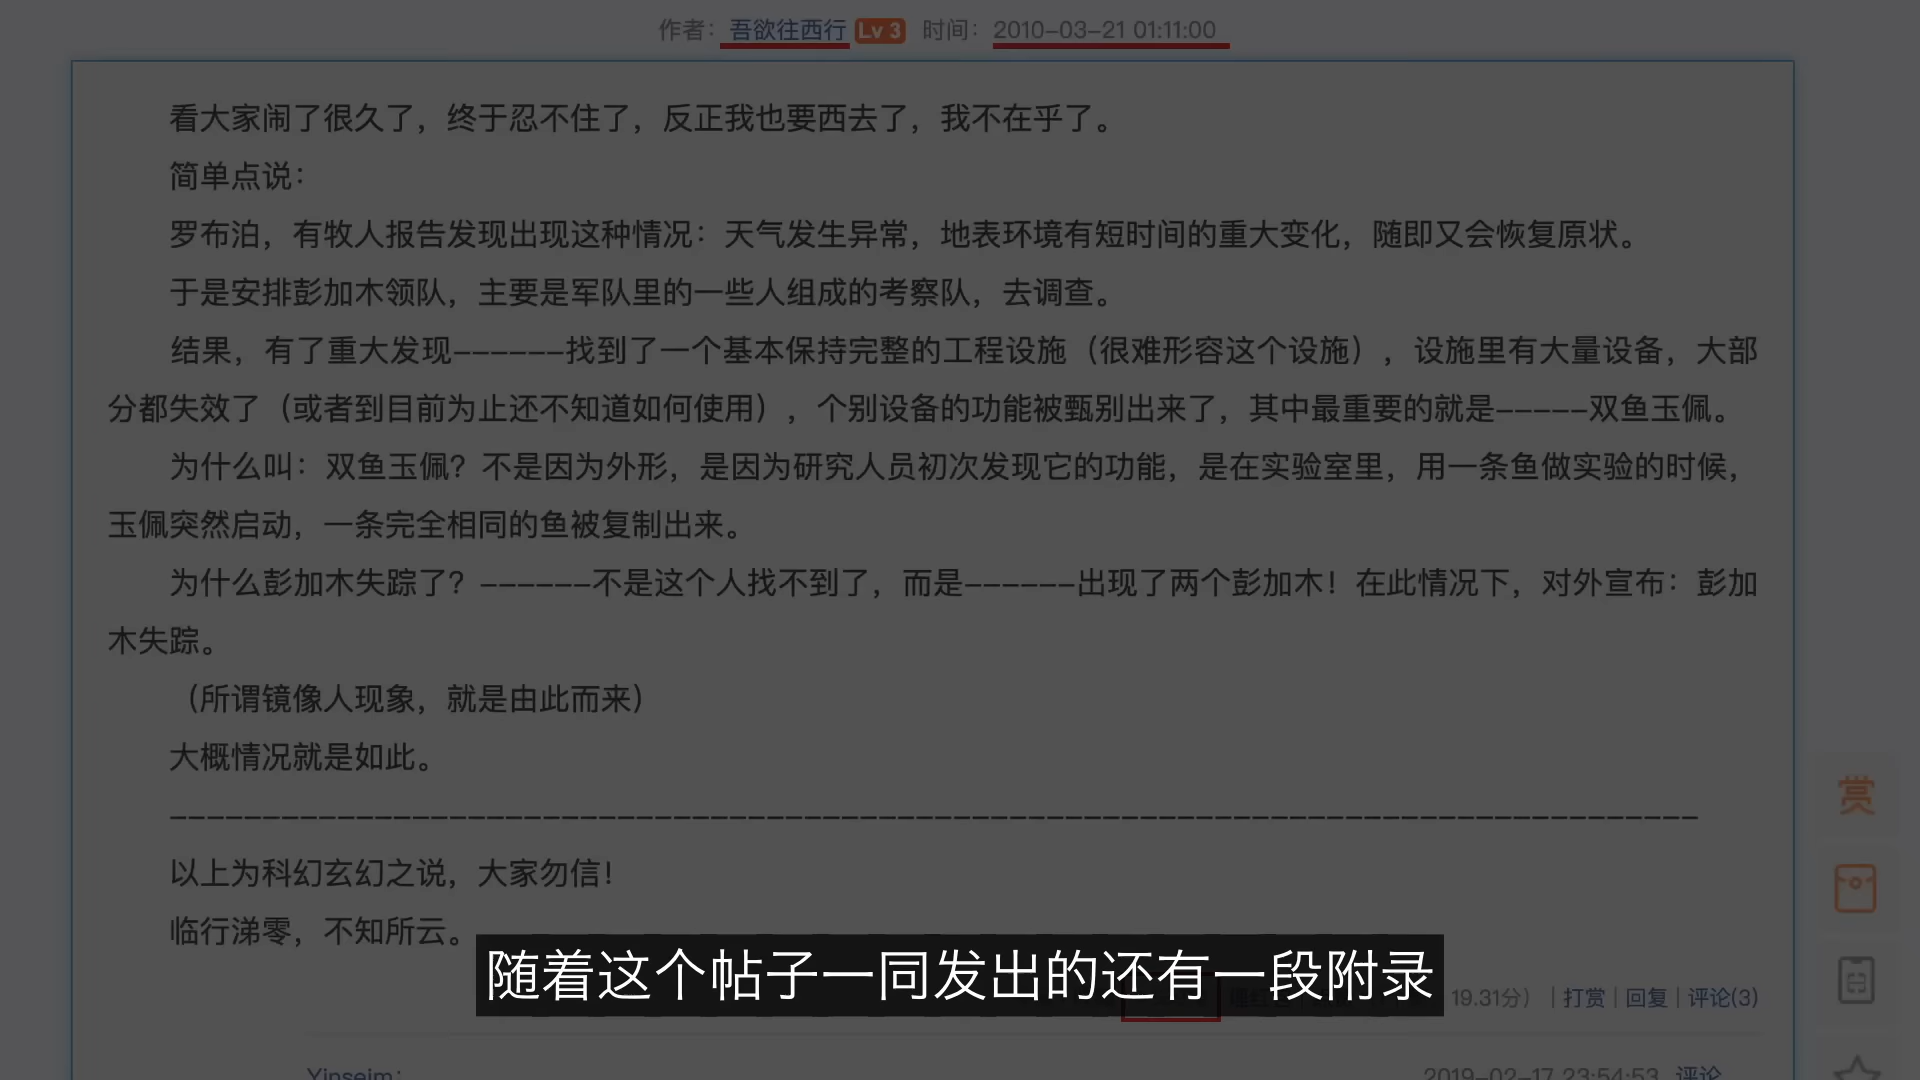 作者：吾欲往西行 Lv 3 时间：2010-03-21 01:11:00
看大家闹了很久了，终于忍不住了，反正我也要西去了，我不在乎了。
简单点说：
罗布泊，有牧人报告发现出现这种情况：天气发生异常，地表环境有短时间的重大变化，随即又会恢复原状。
于是安排彭加木领队，主要是军队里的一些人组成的考察队，去调查。
结果，有了重大发现------找到了一个基本保持完整的工程设施（很难形容这个设施），设施里有大量设备，大部
分都失效了（或者到目前为止还不知道如何使用），个别设备的功能被甄别出来了，其中最重要的就是-----双鱼玉佩。
为什么叫：双鱼玉佩？不是因为外形，是因为研究人员初次发现它的功能，是在实验室里，用一条鱼做实验的时候，
玉佩突然启动，一条完全相同的鱼被复制出来。
为什么彭加木失踪了？------不是这个人找不到了，而是------出现了两个彭加木！在此情况下，对外宣布：彭加
木失踪。
（所谓镜像人现象，就是由此而来）
大概情况就是如此。
--------------------------------------------------------------------------------
以上为科幻玄幻之说，大家勿信！
临行涕零，不知所云。
随着这个帖子一同发出的还有一段附录
19.31分） | 打赏 | 回复 | 评论(3)
赏
Yinseim：
2019-02-17 23:54:53 评论